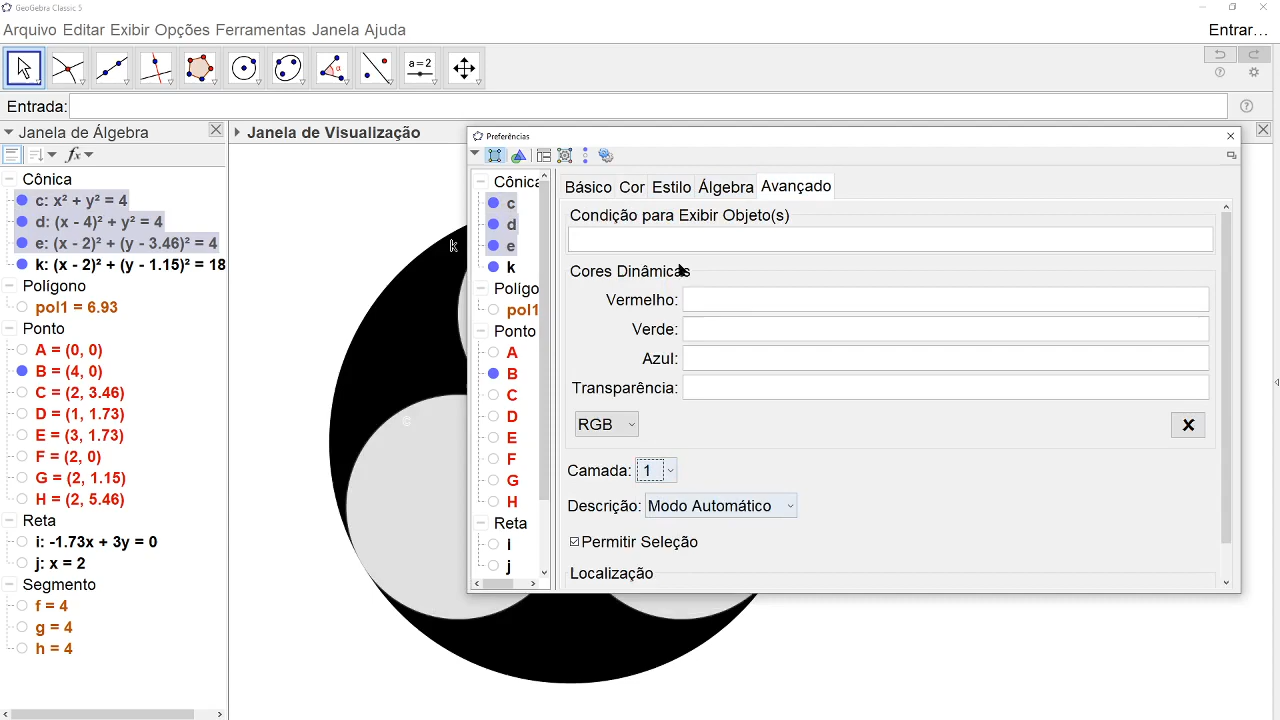 GeoGebra Classic 5
Arquivo Editar Exibir Opções Ferramentas Janela Ajuda
Entrar...
a=2
Entrada:
Janela de Álgebra
fx
Cônica
c: x² + y² = 4
d: (x - 4)² + y² = 4
e: (x - 2)² + (y - 3.46)² = 4
k: (x - 2)² + (y - 1.15)² = 18
Polígono
pol1 = 6.93
Ponto
A = (0, 0)
B = (4, 0)
C = (2, 3.46)
D = (1, 1.73)
E = (3, 1.73)
F = (2, 0)
G = (2, 1.15)
H = (2, 5.46)
Reta
i: -1.73x + 3y = 0
j: x = 2
Segmento
f = 4
g = 4
h = 4
Janela de Visualização
k
Preferências
Cônica
c
d
e
k
Polígo
pol1
Ponto
A
B
C
D
E
F
G
H
Reta
i
j
Básico Cor Estilo Álgebra Avançado
Condição para Exibir Objeto(s)
Cores Dinâmicas
Vermelho:
Verde:
Azul:
Transparência:
RGB
Camada: 1
Descrição: Modo Automático
Permitir Seleção
Localização